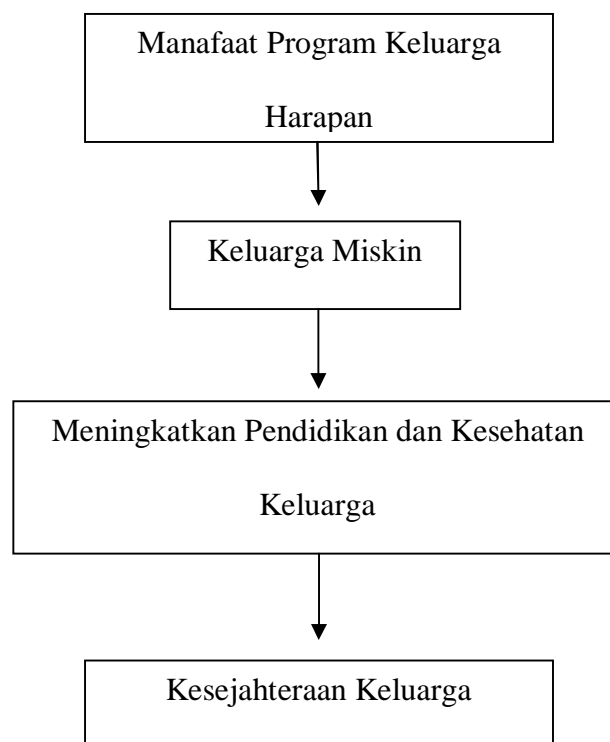 Manafaat Program Keluarga
Harapan
Keluarga Miskin
Meningkatkan Pendidikan dan Kesehatan
Keluarga
Kesejahteraan Keluarga